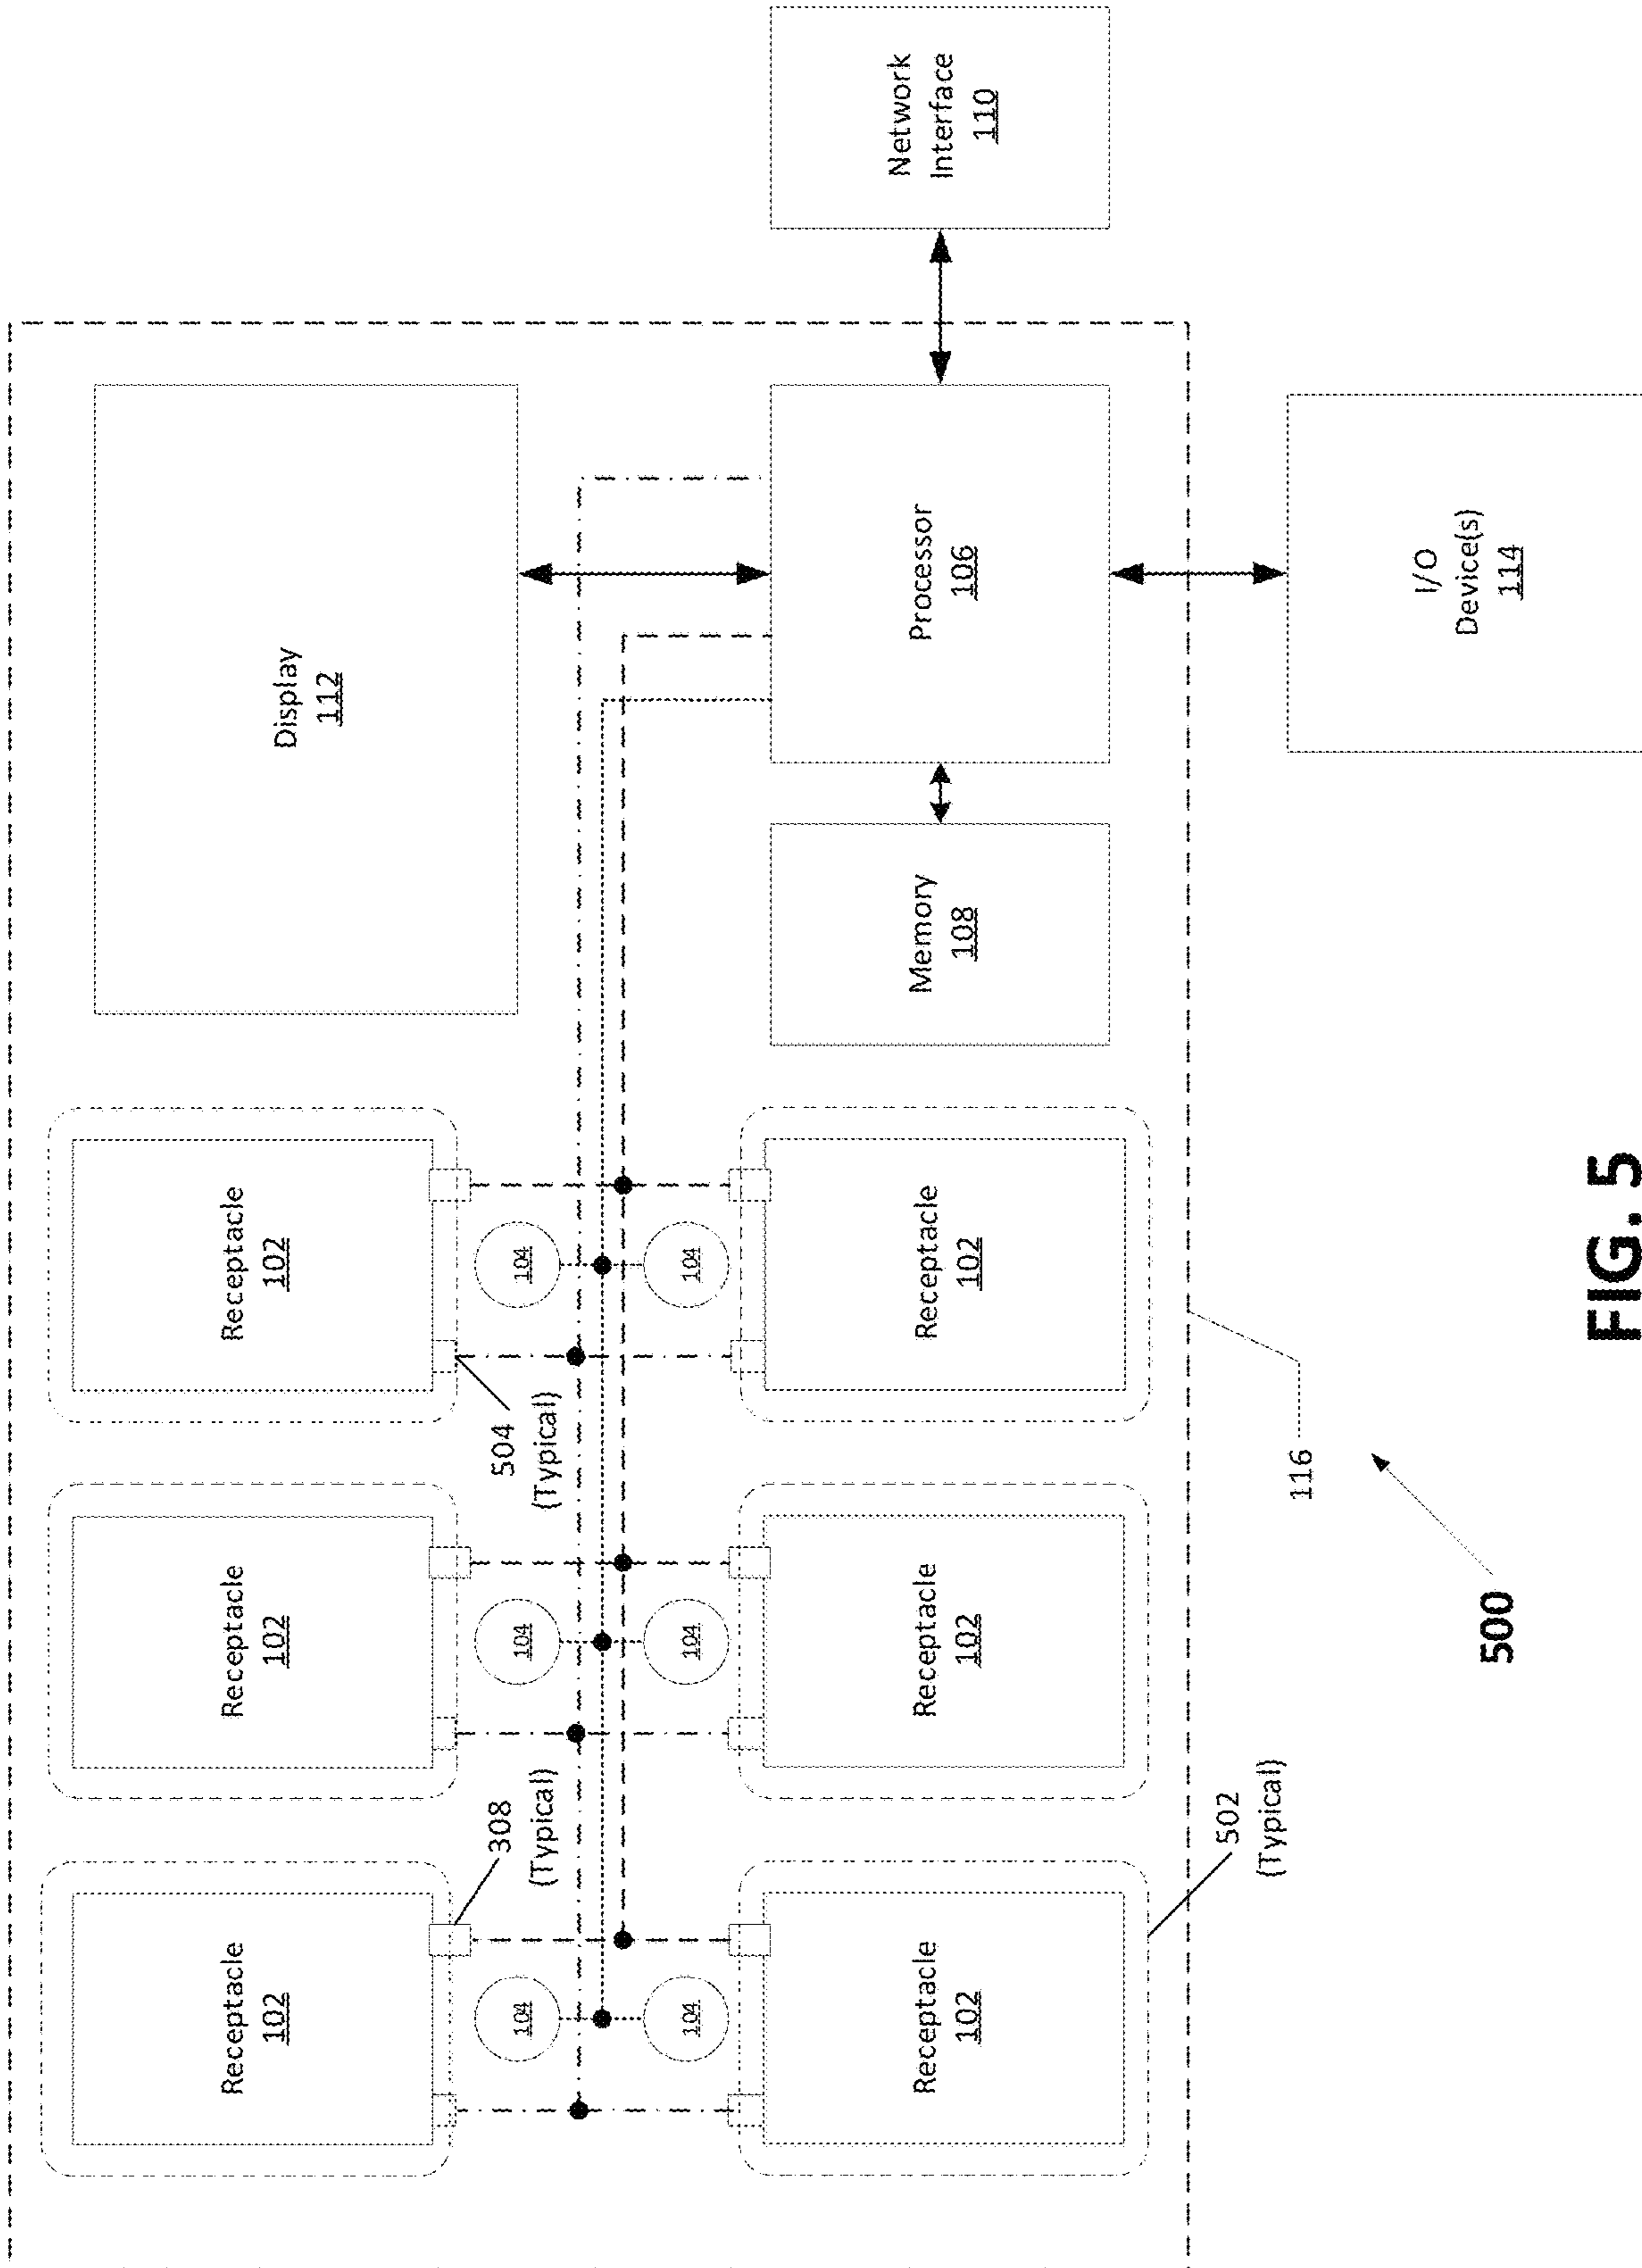 Receptacle
102
Receptacle
102
Receptacle
102
Display
112
308
(Typical)
504
(Typical)
104
104
104
104
104
104
Receptacle
102
Receptacle
102
Receptacle
102
Memory
108
Processor
106
Network
Interface
110
502
(Typical)
116
I/O
Device(s)
114
500
FIG. 5